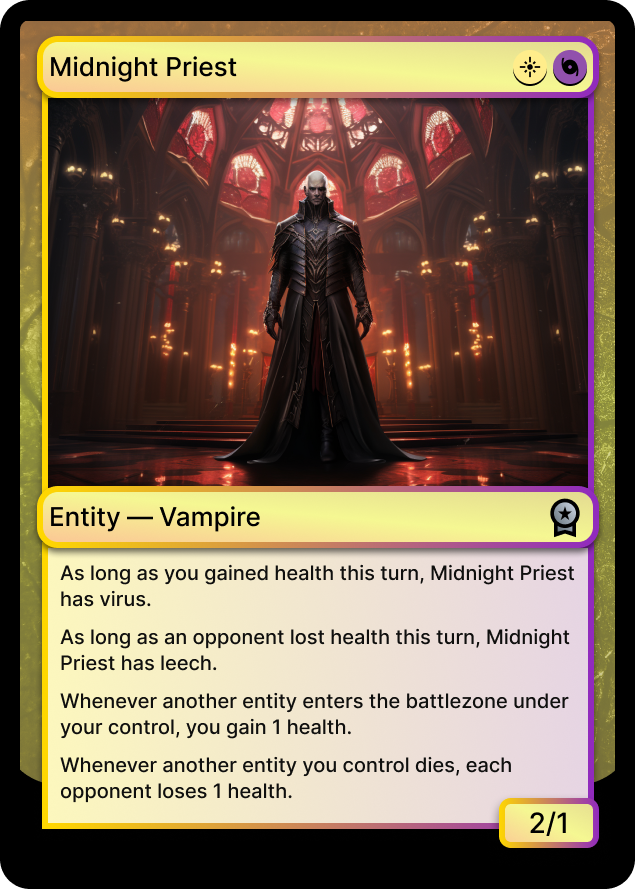 Midnight Priest
Entity — Vampire
As long as you gained health this turn, Midnight Priest
has virus.
As long as an opponent lost health this turn, Midnight
Priest has leech.
Whenever another entity enters the battlezone under
your control, you gain 1 health.
Whenever another entity you control dies, each
opponent loses 1 health.
2/1